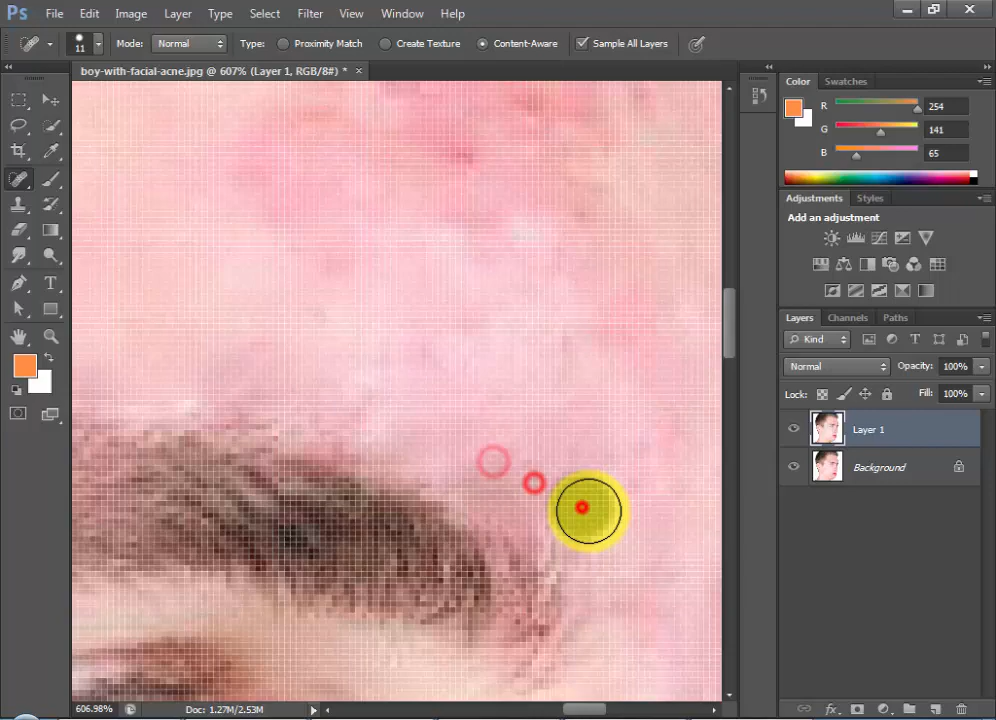 Ps File Edit Image Layer Type Select Filter View Window Help
11 Mode: Normal Type: Proximity Match Create Texture Content-Aware Sample All Layers
boy-with-facial-acne.jpg @ 607% (Layer 1, RGB/8#) * ×
Color Swatches
R 254
G 141
B 65
Adjustments Styles
Add an adjustment
Layers Channels Paths
Kind
Normal Opacity: 100%
Lock: Fill: 100%
Layer 1
Background
606.98% Doc: 1.27M/2.53M
fx